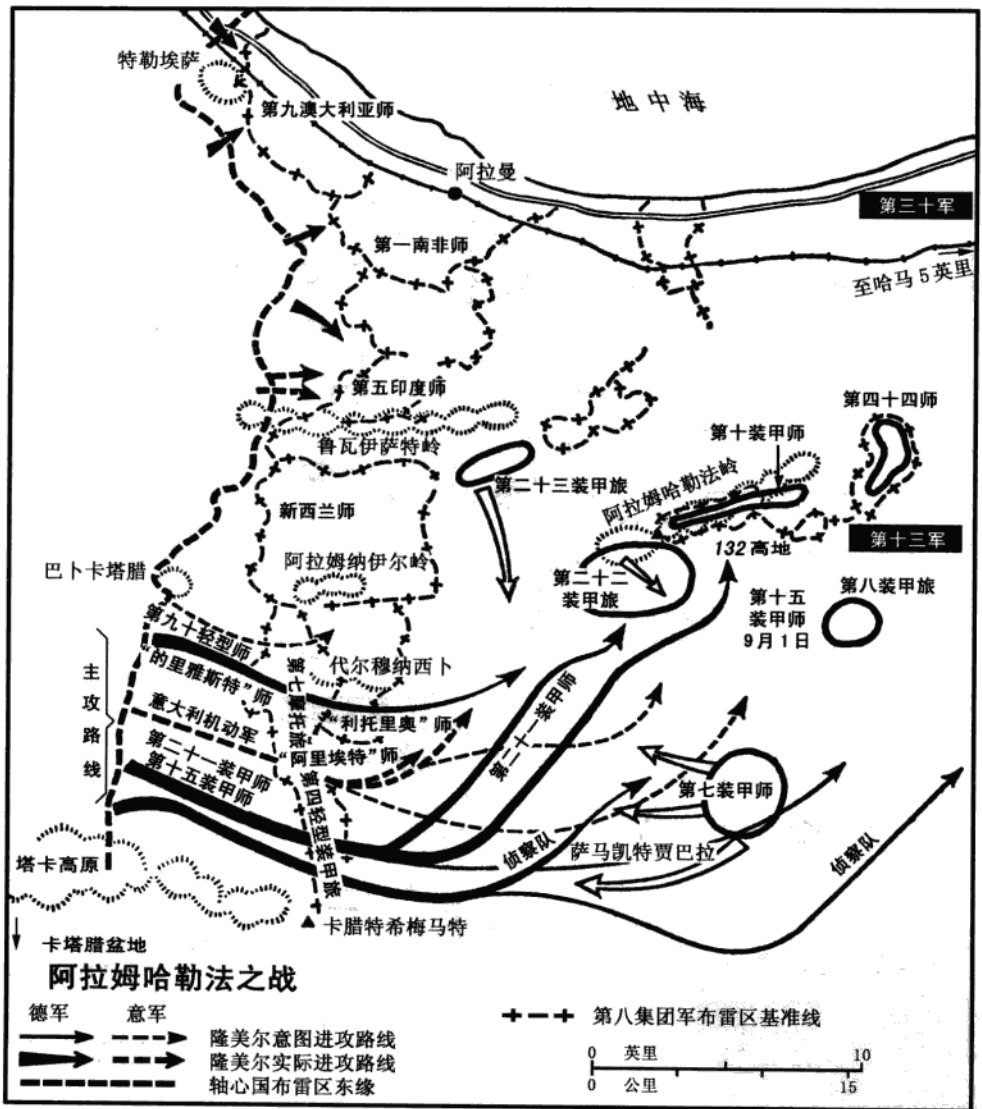 特勒埃萨
第九澳大利亚师
地中海
阿拉曼
第三十军
第一南非师
至哈马5英里
第五印度师
鲁瓦伊萨特岭
第四十四师
第十装甲师
第二十三装甲旅
阿拉姆哈勒法岭
新西兰师
132高地
第十三军
阿拉姆纳伊尔岭
巴卜卡塔腊
第二十二
装甲旅
第十五
装甲师
9月1日
第八装甲旅
第九十轻型师
“的里雅斯特”师
代尔穆纳西卜
第七摩托旅
主攻路线
意大利机动军
“利托里奥”师
“阿里埃特”师
第二十一装甲师
第二十一装甲师
第十五装甲师
第四轻型装甲旅
第七装甲师
侦察队
萨马凯特贾巴拉
侦察队
塔卡高原
卡腊特希梅马特
卡塔腊盆地
阿拉姆哈勒法之战
德军 意军
隆美尔意图进攻路线
隆美尔实际进攻路线
轴心国布雷区东缘
第八集团军布雷区基准线
0 英里 10
0 公里 15